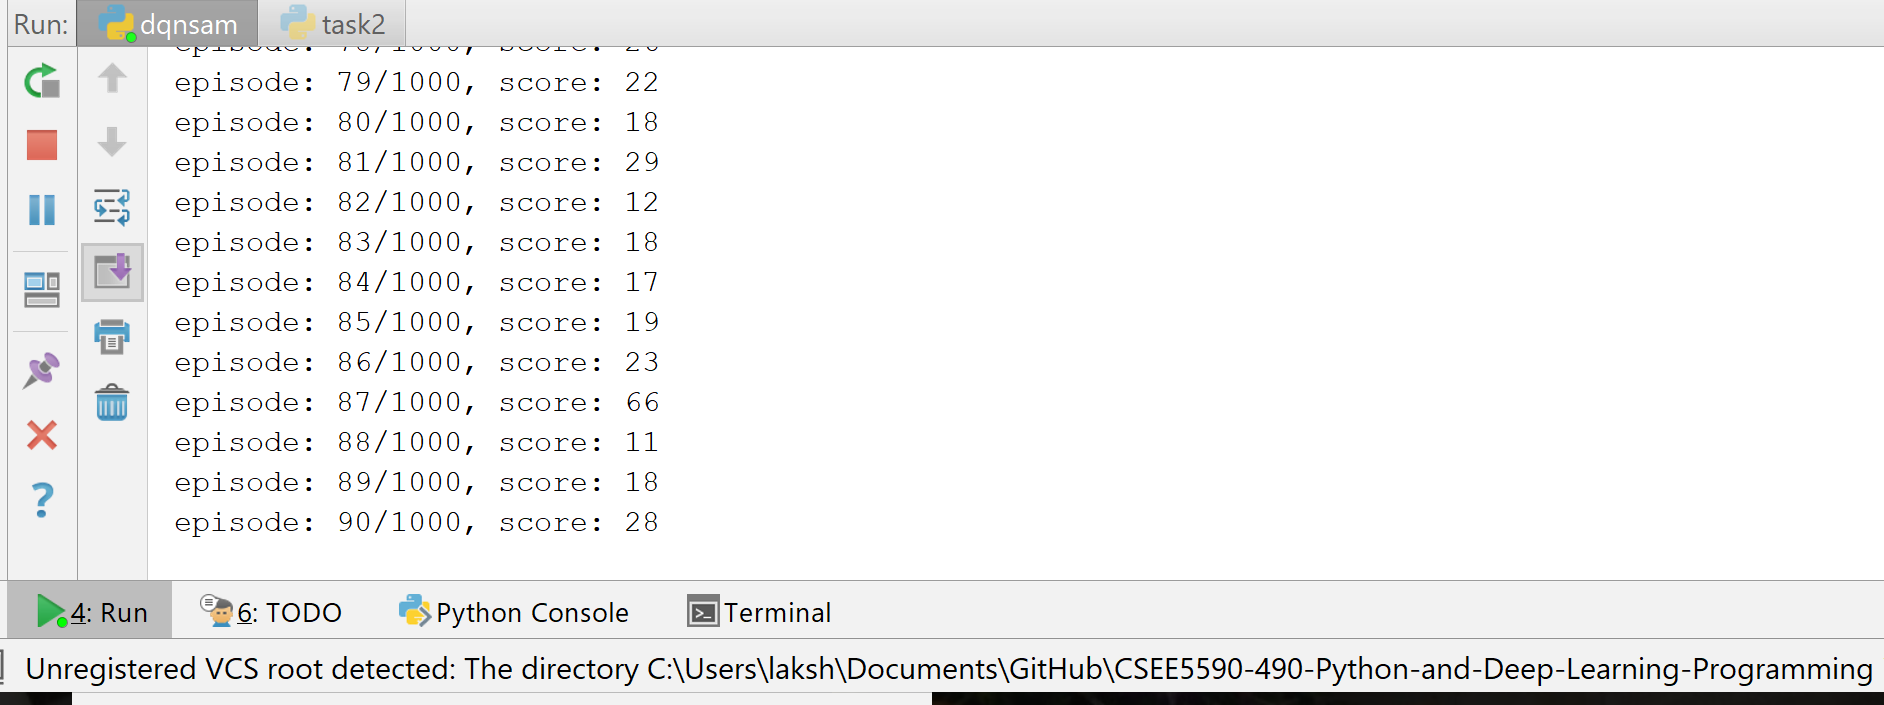 Run: dqnsam task2
episode: 79/1000, score: 22
episode: 80/1000, score: 18
episode: 81/1000, score: 29
episode: 82/1000, score: 12
episode: 83/1000, score: 18
episode: 84/1000, score: 17
episode: 85/1000, score: 19
episode: 86/1000, score: 23
episode: 87/1000, score: 66
episode: 88/1000, score: 11
episode: 89/1000, score: 18
episode: 90/1000, score: 28
4: Run 6: TODO Python Console Terminal
Unregistered VCS root detected: The directory C:\Users\laksh\Documents\GitHub\CSEE5590-490-Python-and-Deep-Learning-Programming